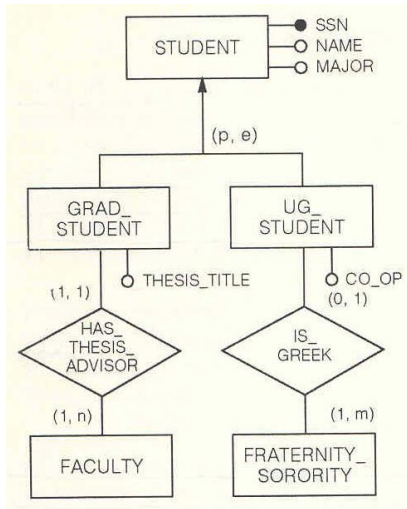 STUDENT
SSN
NAME
MAJOR
(p, e)
GRAD_
STUDENT
UG_
STUDENT
THESIS_TITLE
CO_OP
(1, 1)
(0, 1)
HAS_
THESIS_
ADVISOR
IS_
GREEK
(1, n)
(1, m)
FACULTY
FRATERNITY_
SORORITY